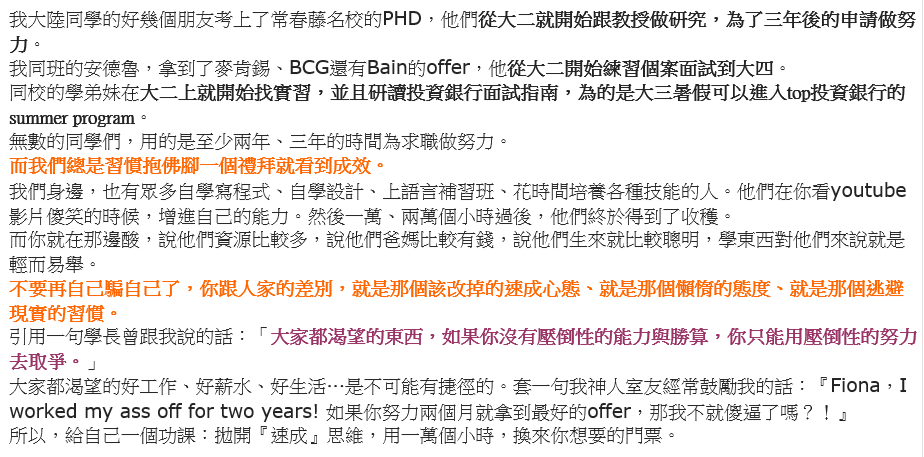 我大陸同學的好幾個朋友考上了常春藤名校的PHD，他們從大二就開始跟教授做研究，為了三年後的申請做努
力。
我同班的安德魯，拿到了麥肯錫、BCG還有Bain的offer，他從大二開始練習個案面試到大四。
同校的學弟妹在大二上就開始找實習，並且研讀投資銀行面試指南，為的是大三暑假可以進入top投資銀行的
summer program。
無數的同學們，用的是至少兩年、三年的時間為求職做努力。
而我們總是習慣抱佛腳一個禮拜就看到成效。
我們身邊，也有眾多自學寫程式、自學設計、上語言補習班、花時間培養各種技能的人。他們在你看youtube
影片傻笑的時候，增進自己的能力。然後一萬、兩萬個小時過後，他們終於得到了收穫。
而你就在那邊酸，說他們資源比較多，說他們爸媽比較有錢，說他們生來就比較聰明，學東西對他們來說就是
輕而易舉。
不要再自己騙自己了，你跟人家的差別，就是那個該改掉的速成心態、就是那個懶惰的態度、就是那個逃避
現實的習慣。
引用一句學長曾跟我說的話：「大家都渴望的東西，如果你沒有壓倒性的能力與勝算，你只能用壓倒性的努力
去取爭。」
大家都渴望的好工作、好薪水、好生活…是不可能有捷徑的。套一句我神人室友經常鼓勵我的話：『Fiona，I
worked my ass off for two years! 如果你努力兩個月就拿到最好的offer，那我不就傻逼了嗎？！』
所以，給自己一個功課：拋開『速成』思維，用一萬個小時，換來你想要的門票。